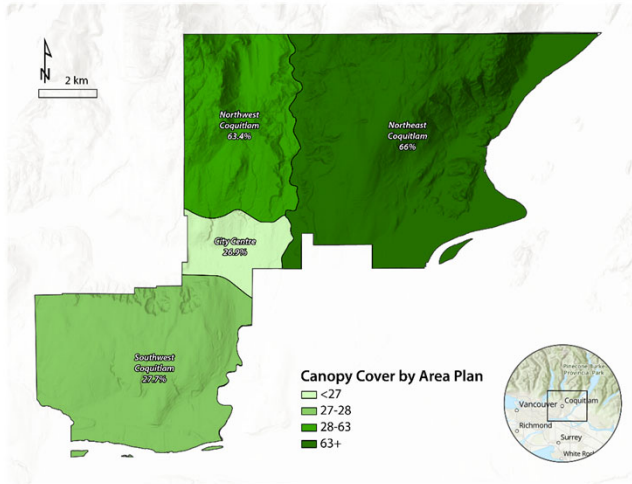 N
2 km
Northwest
Coquitlam
63.4%
Northeast
Coquitlam
66%
City Centre
26.9%
Southwest
Coquitlam
27.7%
Canopy Cover by Area Plan
<27
27-28
28-63
63+
Pinecone Burke
Provincial Park
Vancouver
Coquitlam
Richmond
Surrey
White Roc